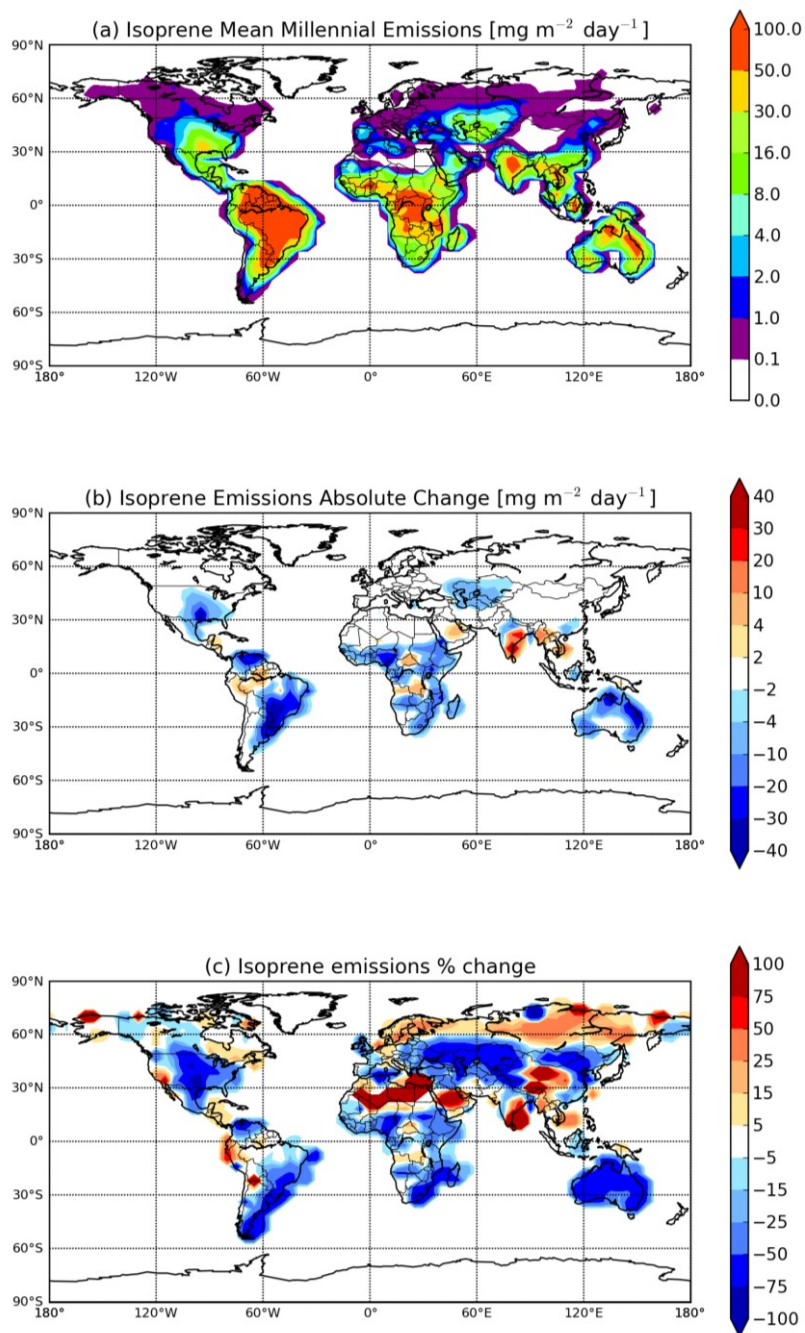 (a) Isoprene Mean Millennial Emissions [mg m⁻² day⁻¹]
90°N
60°N
30°N
0°
30°S
60°S
90°S
180° 120°W 60°W 0° 60°E 120°E 180°
100.0
50.0
30.0
16.0
8.0
4.0
2.0
1.0
0.1
0.0
(b) Isoprene Emissions Absolute Change [mg m⁻² day⁻¹]
90°N
60°N
30°N
0°
30°S
60°S
90°S
180° 120°W 60°W 0° 60°E 120°E 180°
40
30
20
10
4
2
−2
−4
−10
−20
−30
−40
(c) Isoprene emissions % change
90°N
60°N
30°N
0°
30°S
60°S
90°S
180° 120°W 60°W 0° 60°E 120°E 180°
100
75
50
25
15
5
−5
−15
−25
−50
−75
−100